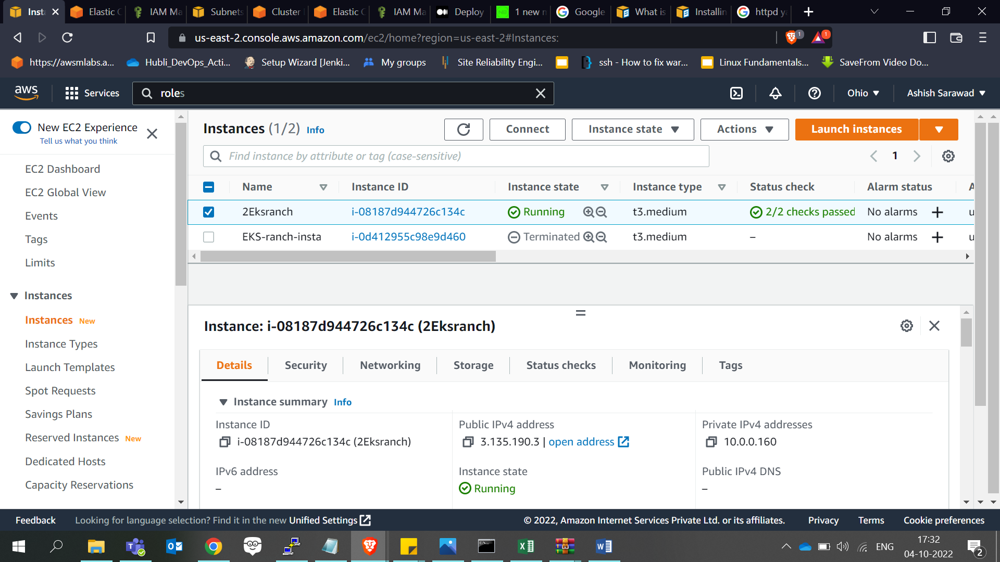 Inst
Elastic C
IAM Ma
Subnets
Cluster
Elastic C
IAM Ma
Deploy
1 new n
Google
What is
Installin
httpd ya
us-east-2.console.aws.amazon.com/ec2/home?region=us-east-2#Instances:
1
1
https://awsmlabs.a...
Hubli_DevOps_Acti...
Setup Wizard [Jenki...
My groups
Site Reliability Engi...
ssh - How to fix war...
Linux Fundamentals...
SaveFrom Video Do...
aws
Services
roles
Ohio
Ashish Sarawad
New EC2 Experience
Tell us what you think
EC2 Dashboard
EC2 Global View
Events
Tags
Limits
Instances
Instances New
Instance Types
Launch Templates
Spot Requests
Savings Plans
Reserved Instances New
Dedicated Hosts
Capacity Reservations
Instances (1/2) Info
Connect
Instance state
Actions
Launch instances
Find instance by attribute or tag (case-sensitive)
1
Name Instance ID Instance state Instance type Status check Alarm status A
2Eksranch i-08187d944726c134c Running t3.medium 2/2 checks passed No alarms + u
EKS-ranch-insta i-0d412955c98e9d460 Terminated t3.medium – No alarms + u
Instance: i-08187d944726c134c (2Eksranch)
Details
Security
Networking
Storage
Status checks
Monitoring
Tags
Instance summary Info
Instance ID
i-08187d944726c134c (2Eksranch)
Public IPv4 address
3.135.190.3 | open address
Private IPv4 addresses
10.0.0.160
IPv6 address
–
Instance state
Running
Public IPv4 DNS
–
Feedback
Looking for language selection? Find it in the new Unified Settings
© 2022, Amazon Internet Services Private Ltd. or its affiliates.
Privacy
Terms
Cookie preferences
ENG
17:32
04-10-2022
2